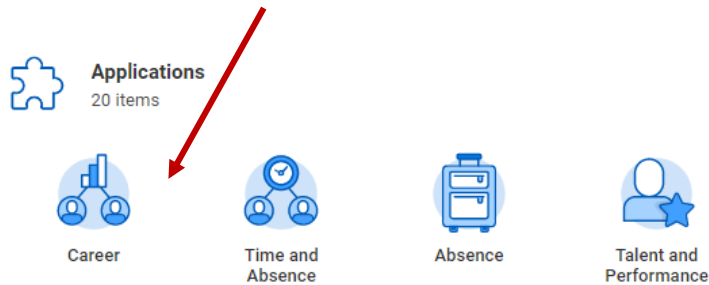 Applications
20 items
Career
Time and
Absence
Absence
Talent and
Performance